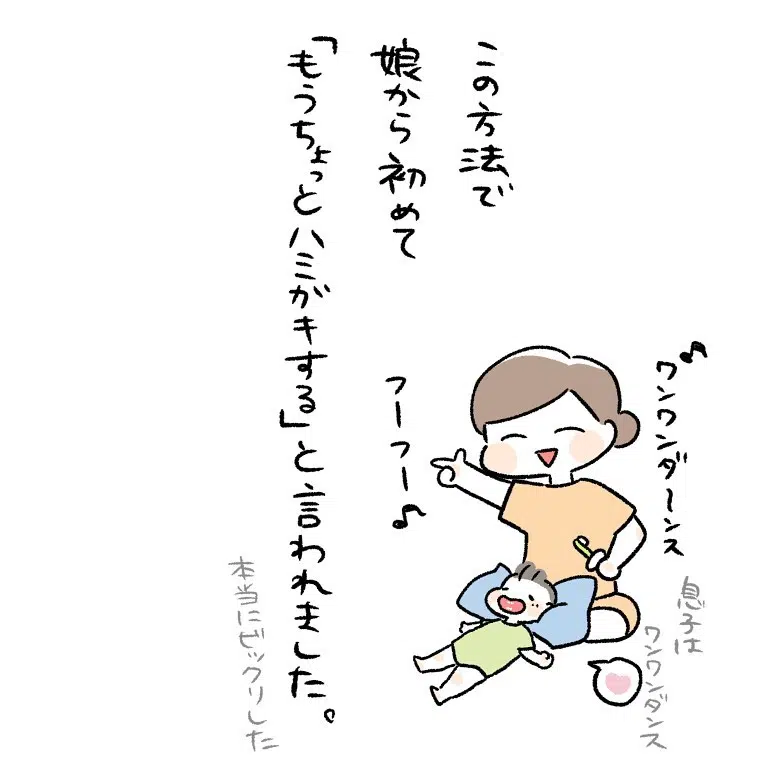 この方法で
娘から初めて
「もうちょっとハミガキする」と言われました。
本当にビックリした
♪ワンワンダーンス
フーフー♪
息子は
ワンワンダンス